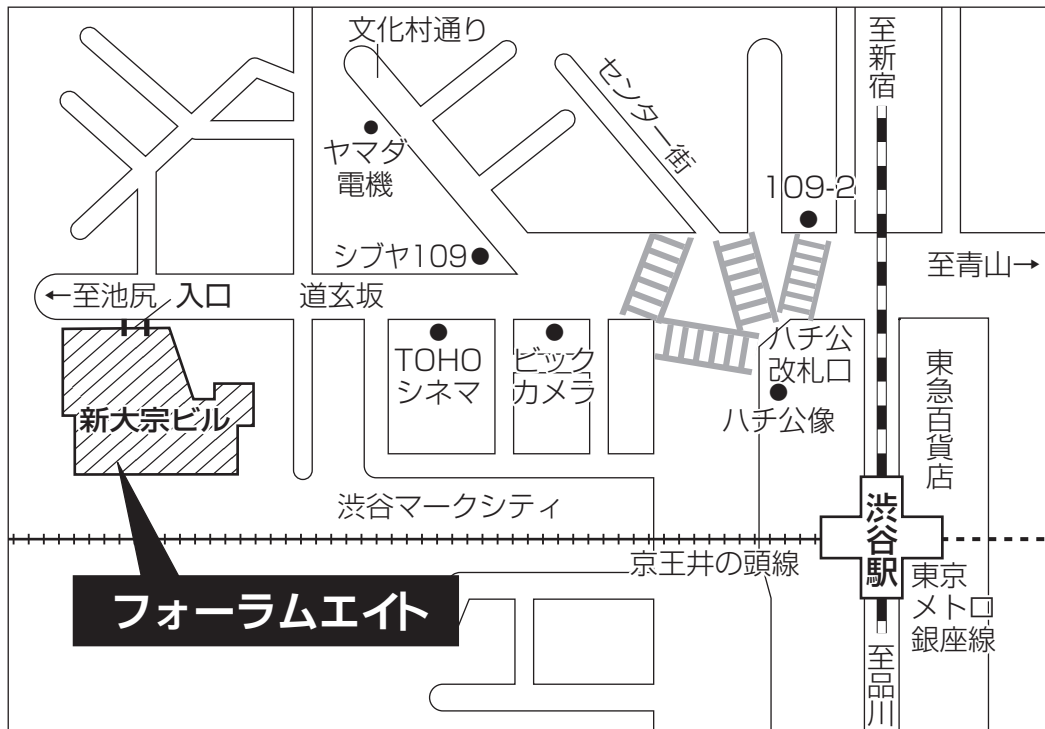 文化村通り
至新宿
センター街
ヤマダ
電機
109-2
シブヤ109
至青山→
←至池尻
入口
道玄坂
TOHO
シネマ
ビック
カメラ
ハチ公
改札口
ハチ公像
東急百貨店
新大宗ビル
渋谷マークシティ
渋谷駅
京王井の頭線
フォーラムエイト
東京
メトロ
銀座線
至品川